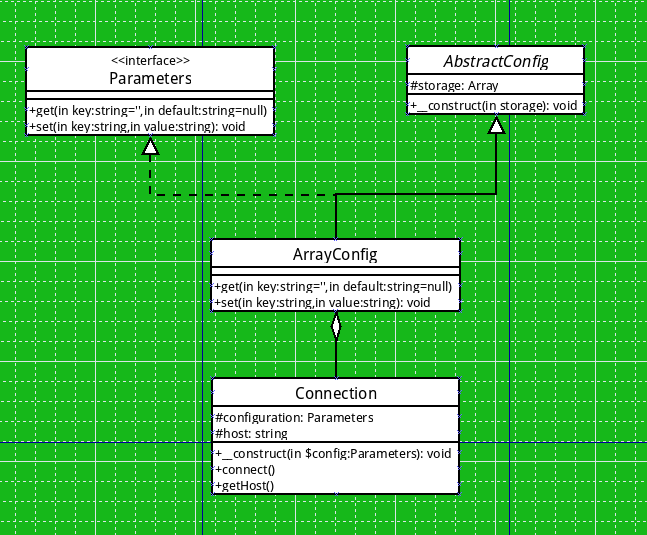 <<interface>>
Parameters
+get(in key:string='',in default:string=null)
+set(in key:string,in value:string): void
AbstractConfig
#storage: Array
+__construct(in storage): void
ArrayConfig
+get(in key:string='',in default:string=null)
+set(in key:string,in value:string): void
Connection
#configuration: Parameters
#host: string
+__construct(in $config:Parameters): void
+connect()
+getHost()